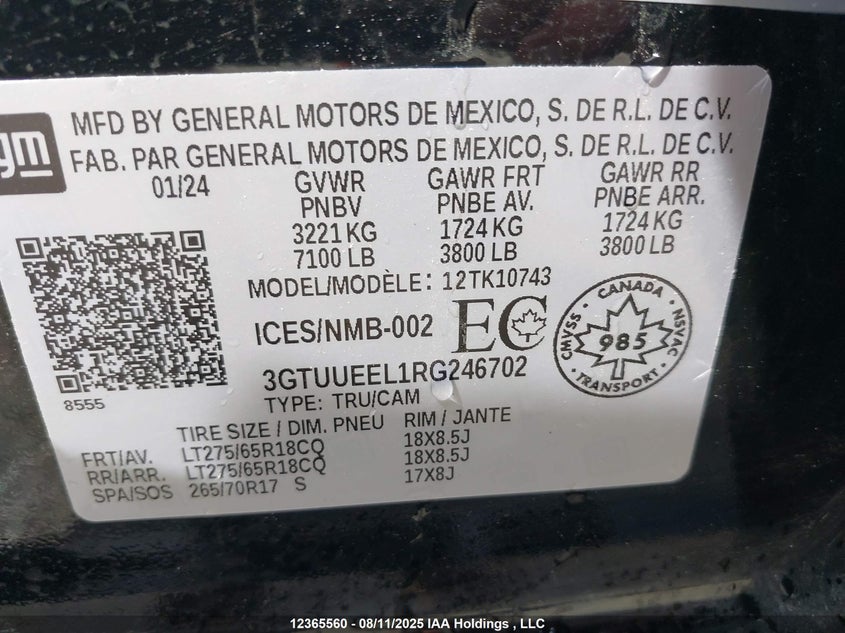 gm
MFD BY GENERAL MOTORS DE MEXICO, S. DE R.L. DE C.V.
FAB. PAR GENERAL MOTORS DE MEXICO, S. DE R.L. DE C.V.
01/24 GVWR GAWR FRT GAWR RR
PNBV PNBE AV. PNBE ARR.
3221 KG 1724 KG 1724 KG
7100 LB 3800 LB 3800 LB
MODEL/MODÈLE: 12TK10743
ICES/NMB-002 EC
CANADA
CMVSS 985 NSVAC
TRANSPORT
3GTUUEEL1RG246702
8555
TYPE: TRU/CAM
TIRE SIZE / DIM. PNEU RIM / JANTE
FRT/AV. LT275/65R18CQ 18X8.5J
RR/ARR. LT275/65R18CQ 18X8.5J
SPA/SOS 265/70R17 S 17X8J
12365560 - 08/11/2025 IAA Holdings , LLC